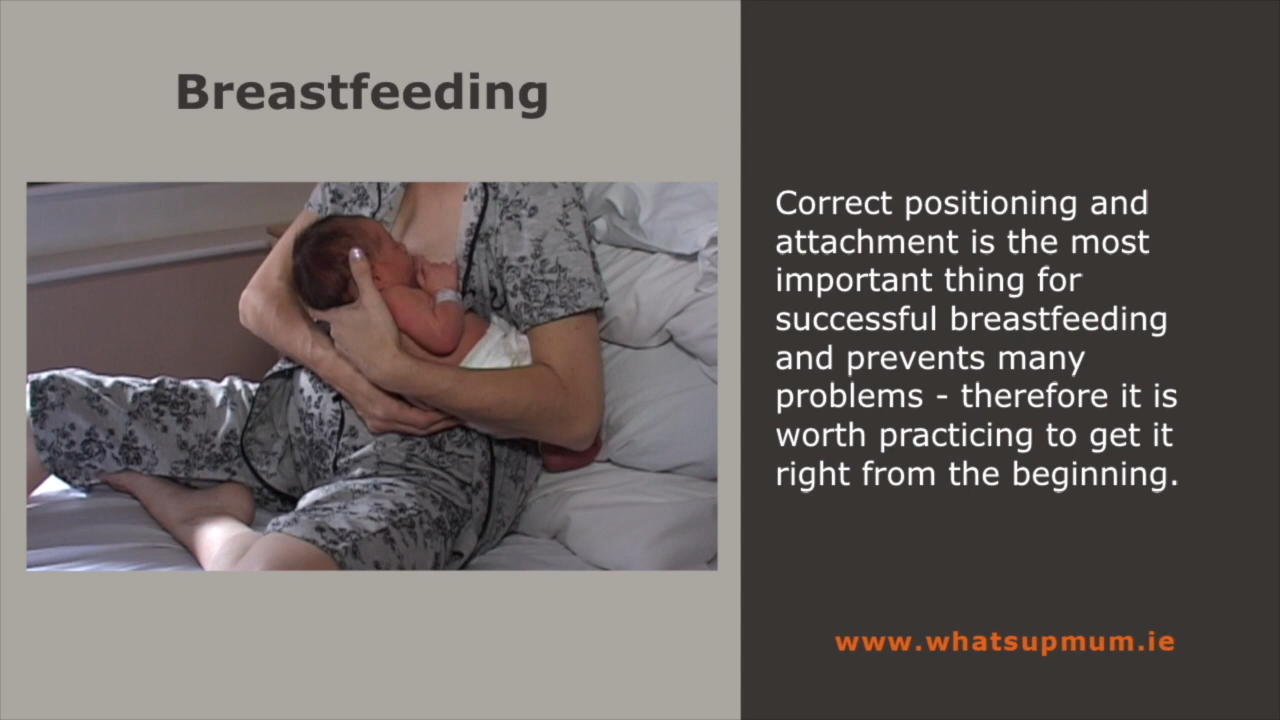 Breastfeeding
Correct positioning and
attachment is the most
important thing for
successful breastfeeding
and prevents many
problems - therefore it is
worth practicing to get it
right from the beginning.
www.whatsupmum.ie